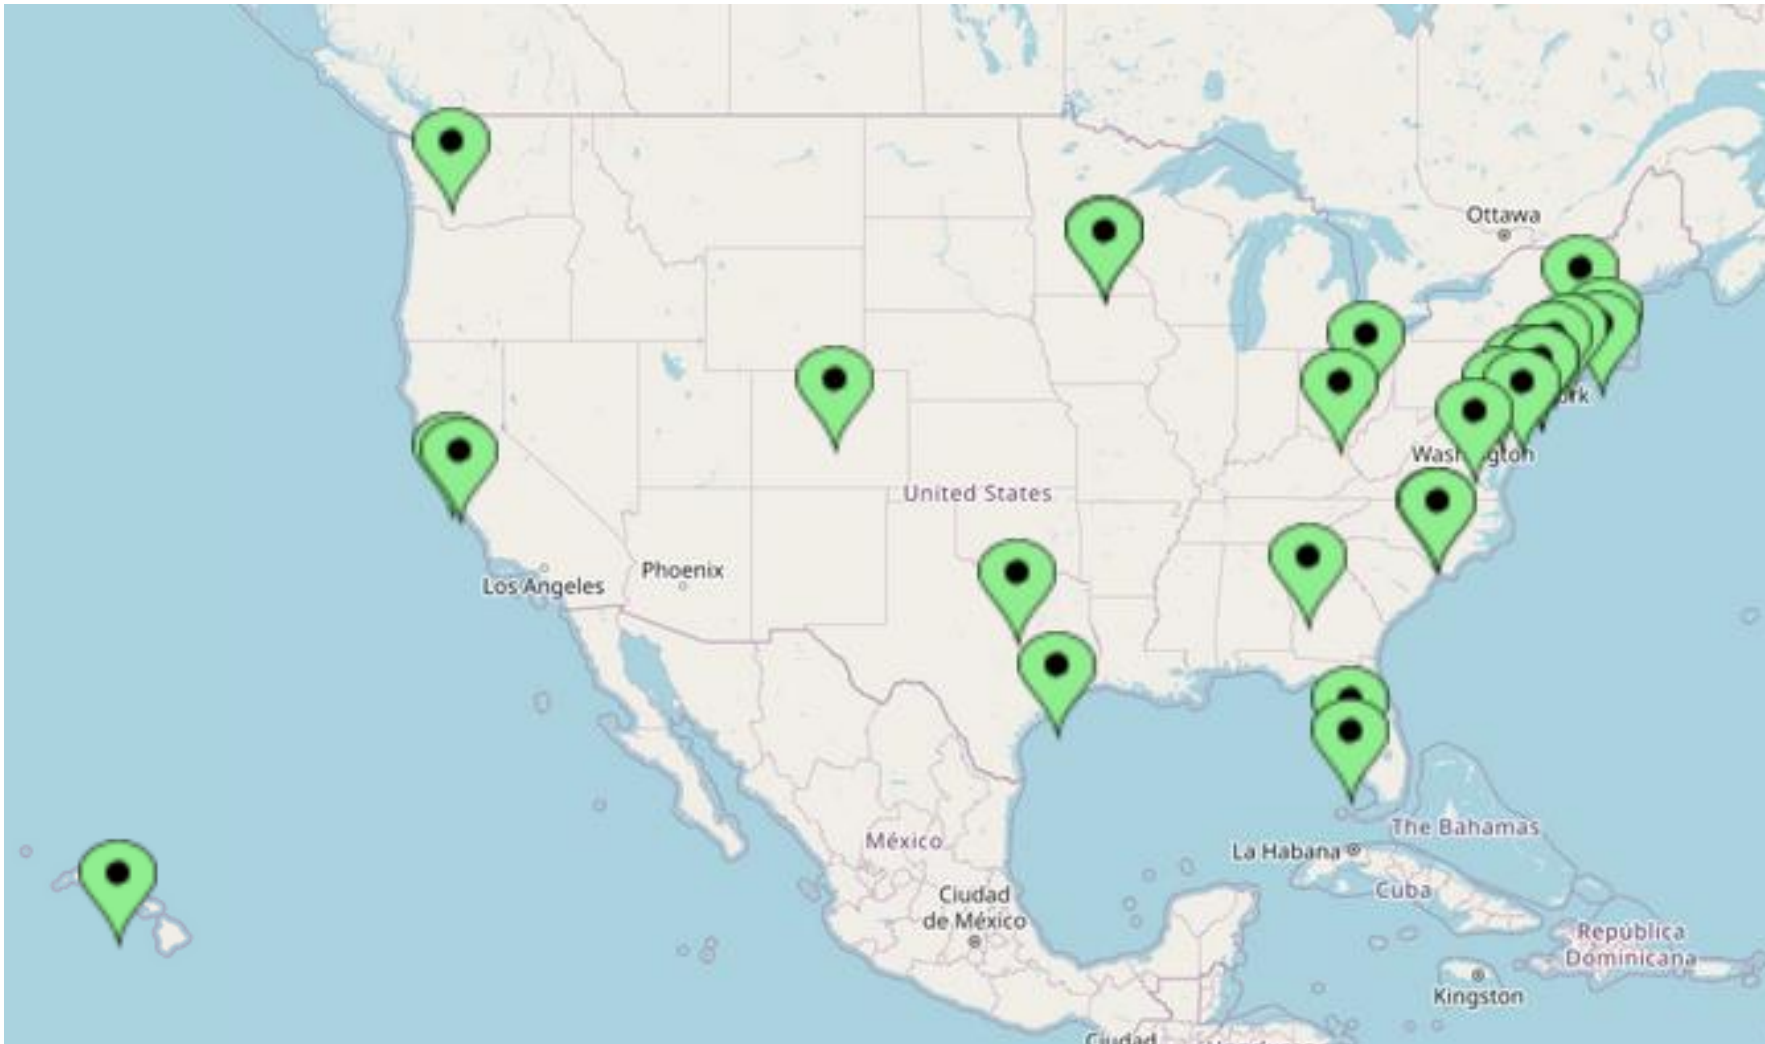 Ottawa
Washington
United States
Phoenix
Los Angeles
The Bahamas
México
La Habana
Cuba
Ciudad
de México
República
Dominicana
Kingston
Ciudad